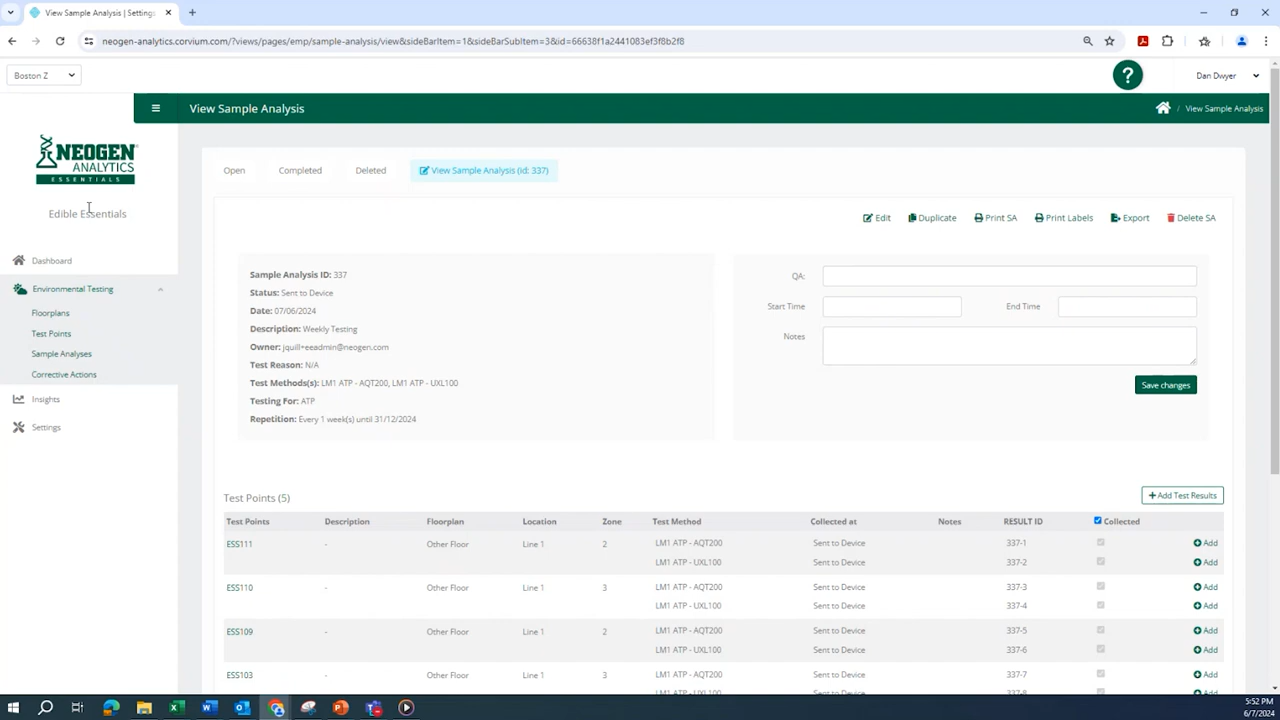 View Sample Analysis | Settings
neogen-analytics.corvium.com/?views/pages/emp/sample-analysis/view&sideBarItem=1&sideBarSubItem=3&id=66638f1a2441083ef3f8b2f8
Boston Z
?
Dan Dwyer
View Sample Analysis
/ View Sample Analysis
NEOGEN
ANALYTICS
ESSENTIALS
Edible Essentials
Dashboard
Environmental Testing
Floorplans
Test Points
Sample Analyses
Corrective Actions
Insights
Settings
Open
Completed
Deleted
View Sample Analysis (id: 337)
Edit
Duplicate
Print SA
Print Labels
Export
Delete SA
Sample Analysis ID: 337
Status: Sent to Device
Date: 07/06/2024
Description: Weekly Testing
Owner: jquill+eeadmin@neogen.com
Test Reason: N/A
Test Methods(s): LM1 ATP - AQT200, LM1 ATP - UXL100
Testing For: ATP
Repetition: Every 1 week(s) until 31/12/2024
QA:
Start Time
End Time
Notes
Save changes
Test Points (5)
Add Test Results
Test Points Description Floorplan Location Zone Test Method Collected at Notes RESULT ID Collected
ESS111 - Other Floor Line 1 2 LM1 ATP - AQT200 Sent to Device 337-1 Add
LM1 ATP - UXL100 Sent to Device 337-2 Add
ESS110 - Other Floor Line 1 3 LM1 ATP - AQT200 Sent to Device 337-3 Add
LM1 ATP - UXL100 Sent to Device 337-4 Add
ESS109 - Other Floor Line 1 2 LM1 ATP - AQT200 Sent to Device 337-5 Add
LM1 ATP - UXL100 Sent to Device 337-6 Add
ESS103 - Other Floor Line 1 3 LM1 ATP - AQT200 Sent to Device 337-7 Add
LM1 ATP - UXL100 Sent to Device 337-8 Add
5:52 PM
6/7/2024